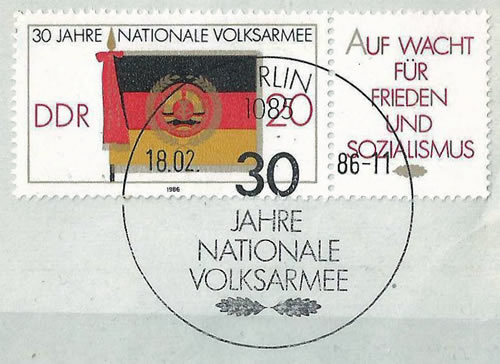 30 JAHRE NATIONALE VOLKSARMEE
DDR
20
1986
AUF WACHT
FÜR
FRIEDEN
UND
SOZIALISMUS
BERLIN
1085
18.02.
86-11
30
JAHRE
NATIONALE
VOLKSARMEE